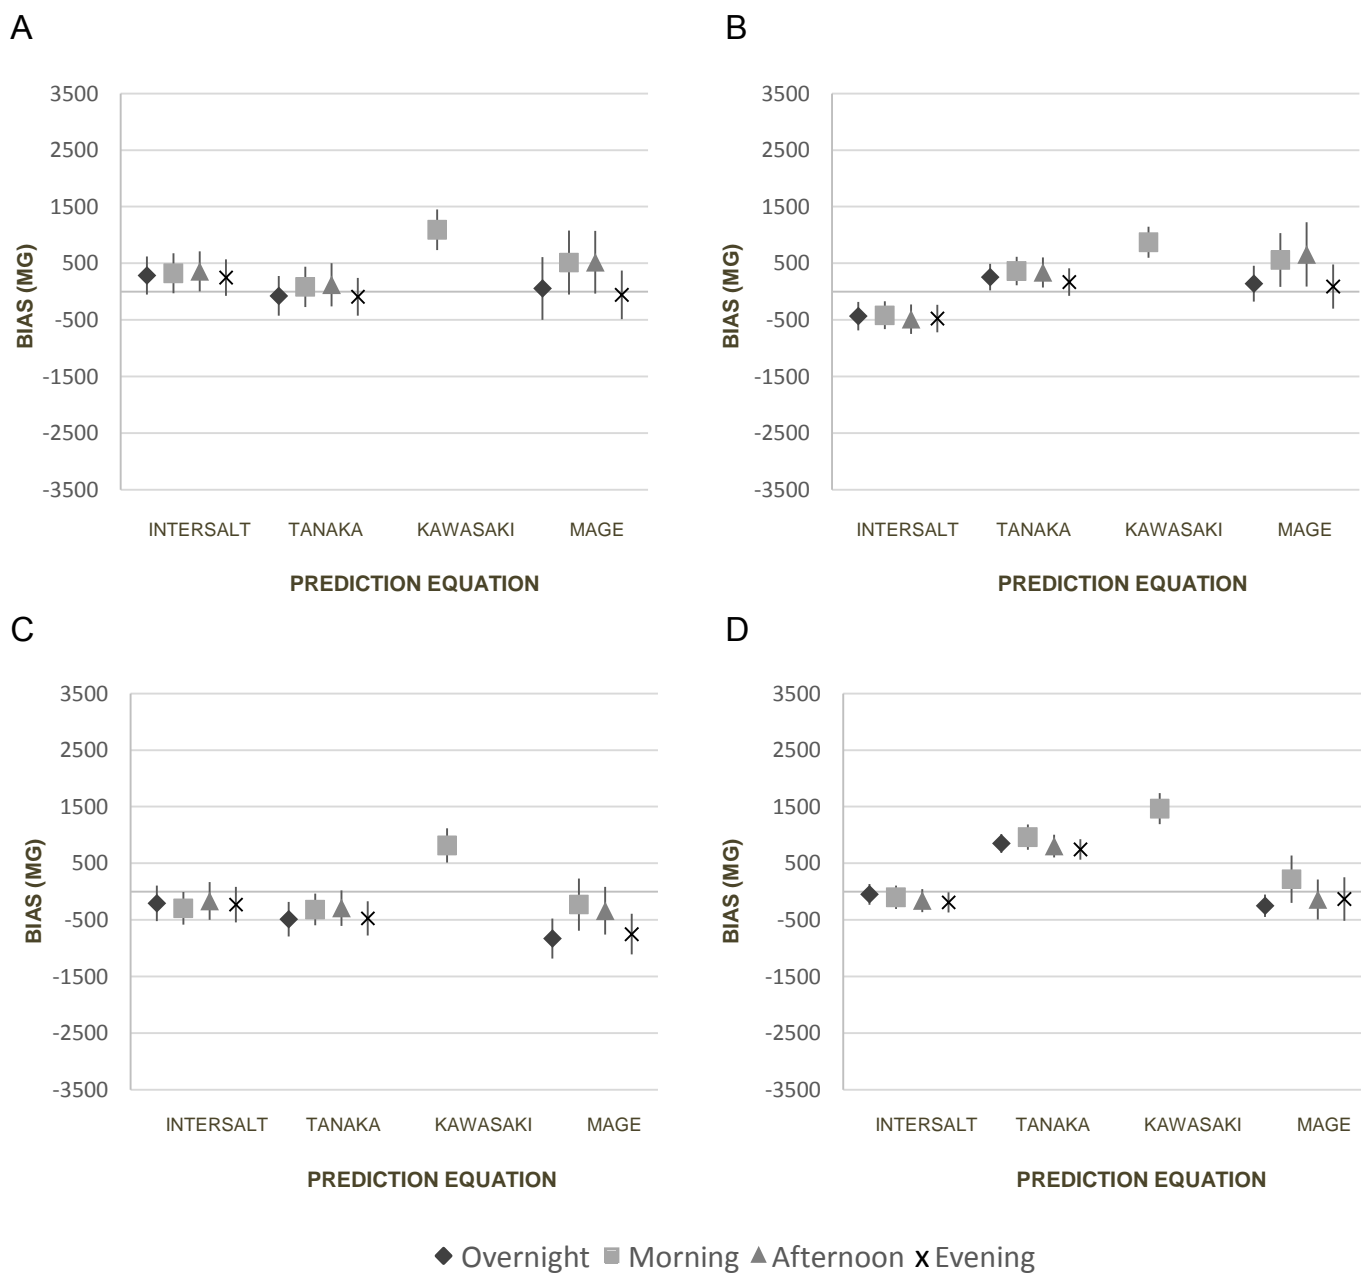 A
3500
2500
1500
500
-500
-1500
-2500
-3500
BIAS (MG)
INTERSALT TANAKA KAWASAKI MAGE
PREDICTION EQUATION
B
3500
2500
1500
500
-500
-1500
-2500
-3500
BIAS (MG)
INTERSALT TANAKA KAWASAKI MAGE
PREDICTION EQUATION
C
3500
2500
1500
500
-500
-1500
-2500
-3500
BIAS (MG)
INTERSALT TANAKA KAWASAKI MAGE
PREDICTION EQUATION
D
3500
2500
1500
500
-500
-1500
-2500
-3500
BIAS (MG)
INTERSALT TANAKA KAWASAKI MAGE
PREDICTION EQUATION
Overnight Morning Afternoon Evening